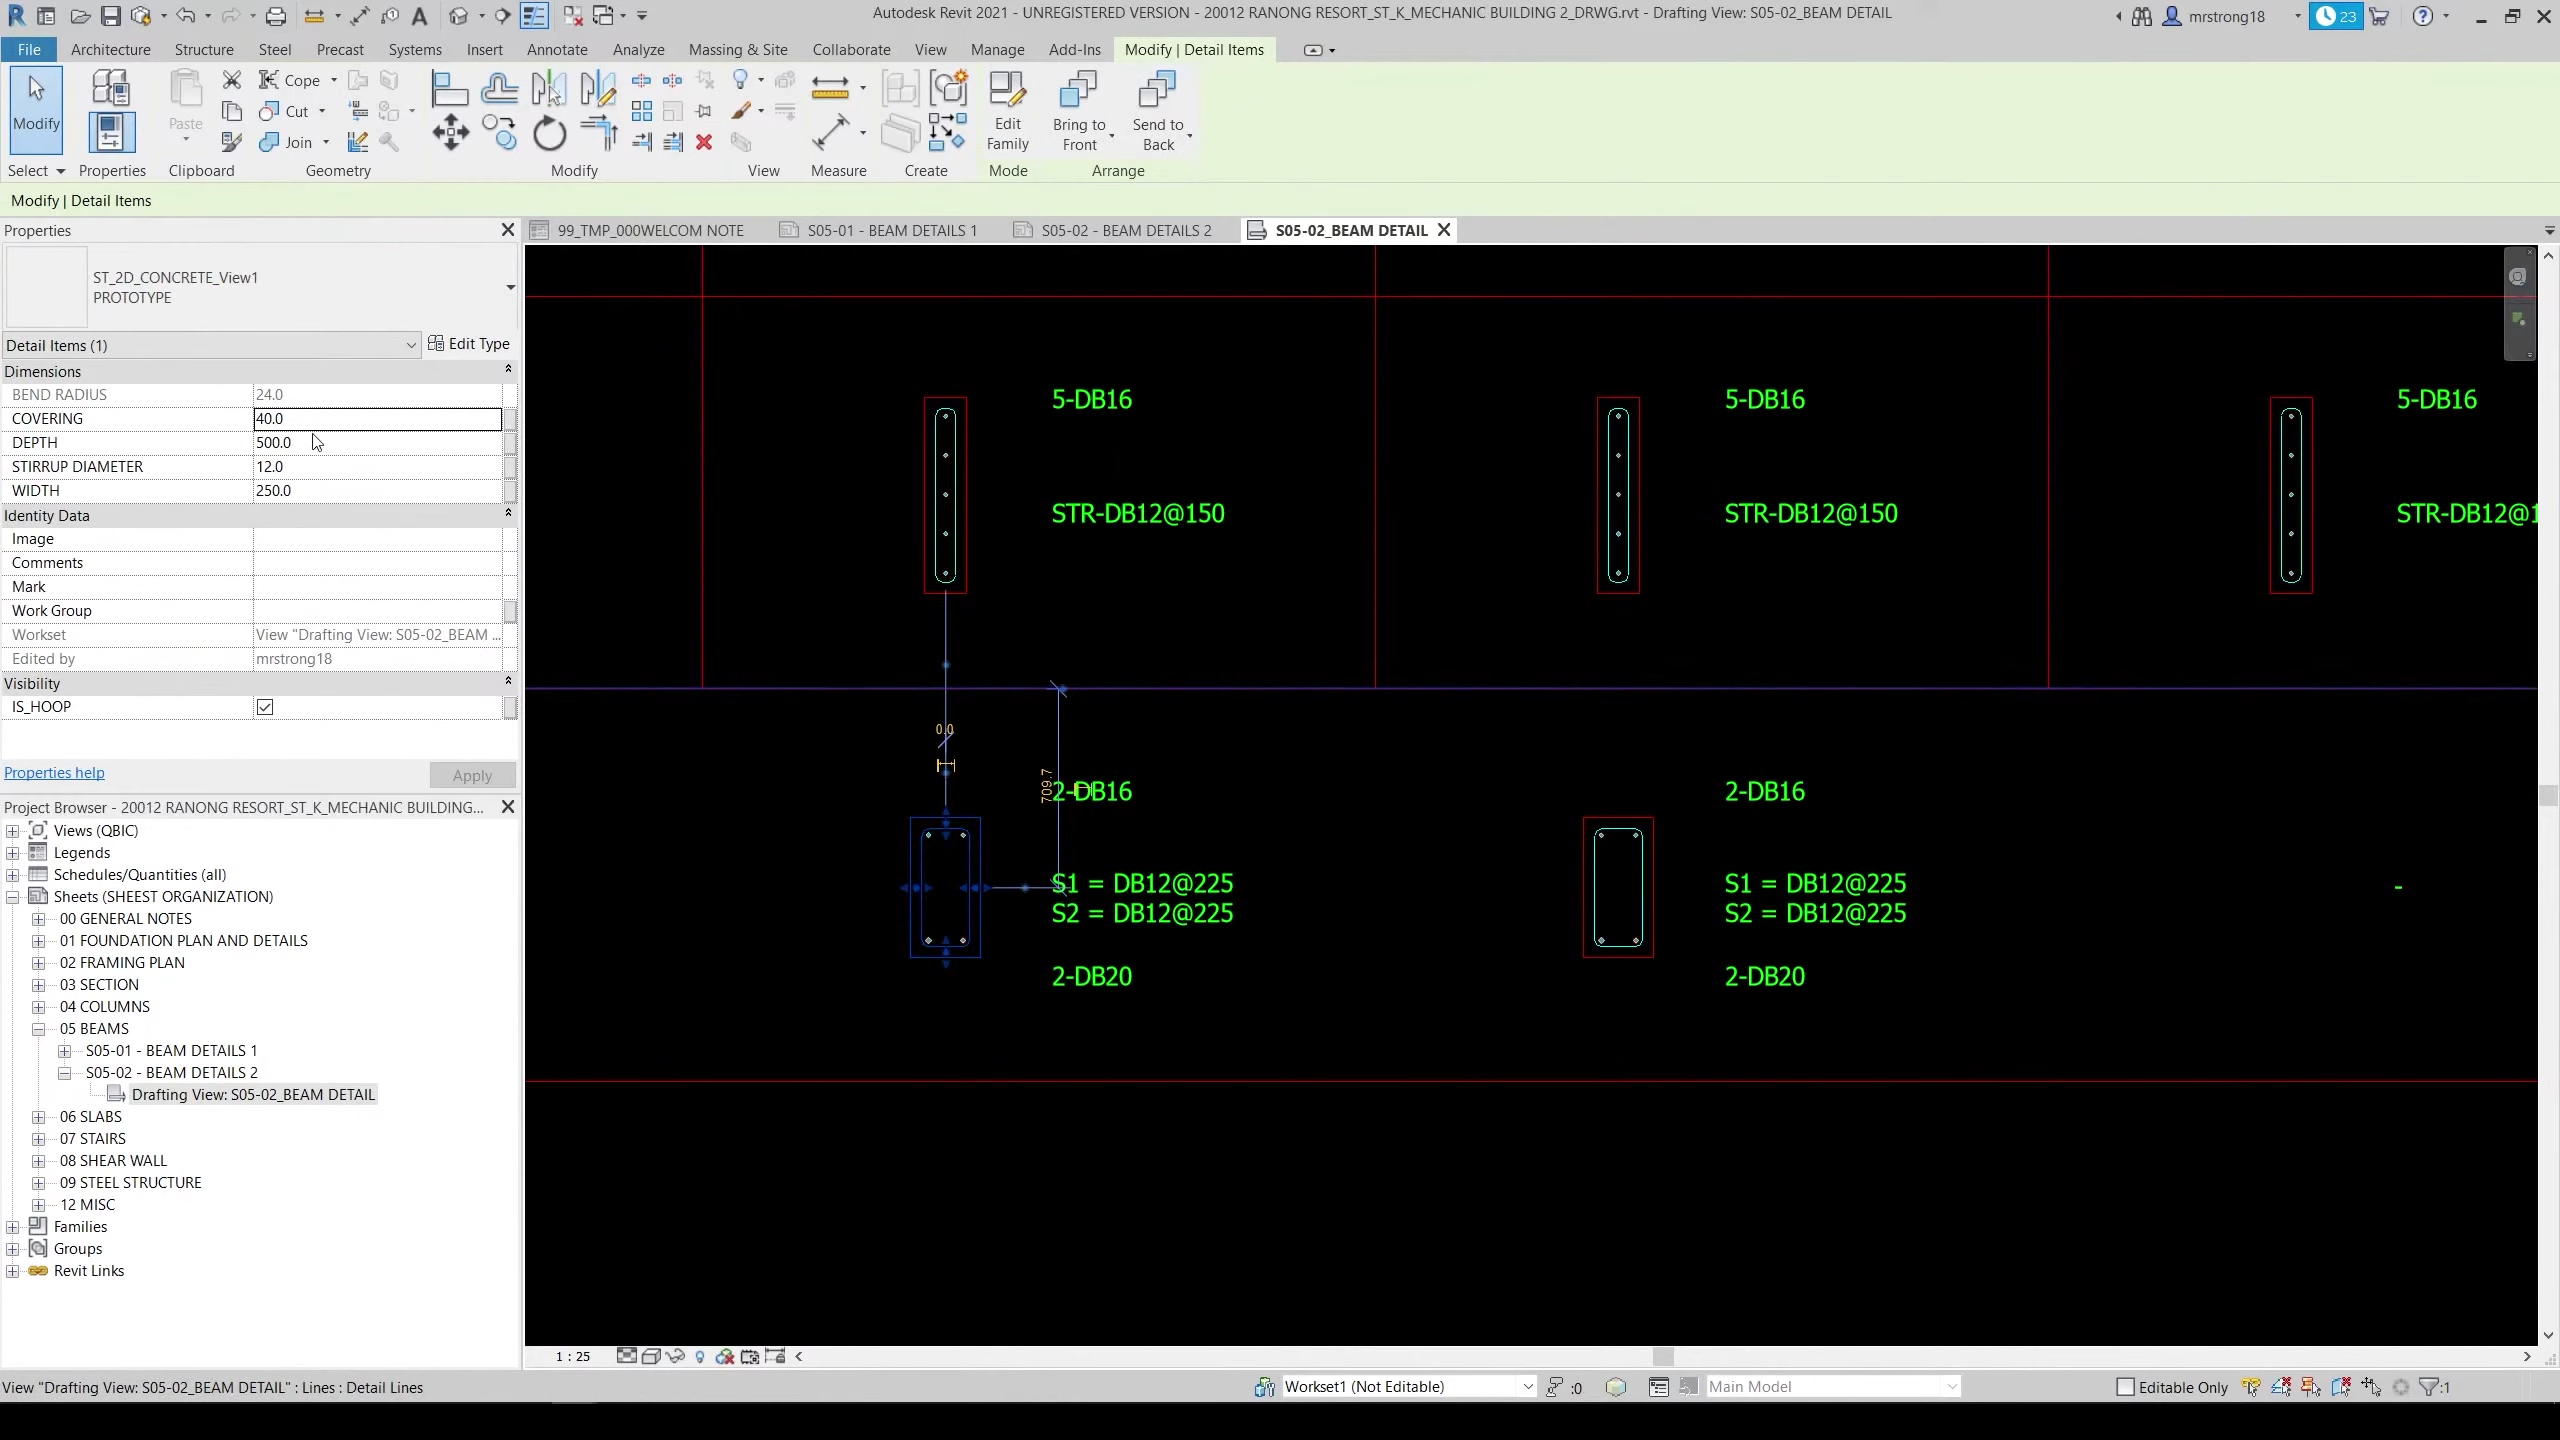 Autodesk Revit 2021 - UNREGISTERED VERSION - 20012 RANONG RESORT_ST_K_MECHANIC BUILDING 2_DRWG.rvt - Drafting View: S05-02_BEAM DETAIL
mrstrong18
23
File Architecture Structure Steel Precast Systems Insert Annotate Analyze Massing & Site Collaborate View Manage Add-Ins Modify | Detail Items
Modify
Paste
Cope
Cut
Join
Edit Family
Bring to Front
Send to Back
Select Properties Clipboard Geometry Modify View Measure Create Mode Arrange
Modify | Detail Items
Properties
99_TMP_000WELCOM NOTE S05-01 - BEAM DETAILS 1 S05-02 - BEAM DETAILS 2 S05-02_BEAM DETAIL
ST_2D_CONCRETE_View1
PROTOTYPE
Detail Items (1) Edit Type
Dimensions
BEND RADIUS 24.0
COVERING 40.0
DEPTH 500.0
STIRRUP DIAMETER 12.0
WIDTH 250.0
Identity Data
Image
Comments
Mark
Work Group
Workset View "Drafting View: S05-02_BEAM ...
Edited by mrstrong18
Visibility
IS_HOOP
Properties help Apply
Project Browser - 20012 RANONG RESORT_ST_K_MECHANIC BUILDING...
Views (QBIC)
Legends
Schedules/Quantities (all)
Sheets (SHEEST ORGANIZATION)
00 GENERAL NOTES
01 FOUNDATION PLAN AND DETAILS
02 FRAMING PLAN
03 SECTION
04 COLUMNS
05 BEAMS
S05-01 - BEAM DETAILS 1
S05-02 - BEAM DETAILS 2
Drafting View: S05-02_BEAM DETAIL
06 SLABS
07 STAIRS
08 SHEAR WALL
09 STEEL STRUCTURE
12 MISC
Families
Groups
Revit Links
5-DB16 5-DB16 5-DB16
STR-DB12@150 STR-DB12@150 STR-DB12@1
0.0
709.7
2-DB16 2-DB16
S1 = DB12@225 S1 = DB12@225 -
S2 = DB12@225 S2 = DB12@225
2-DB20 2-DB20
1 : 25
View "Drafting View: S05-02_BEAM DETAIL" : Lines : Detail Lines
Workset1 (Not Editable) :0 Main Model Editable Only :1